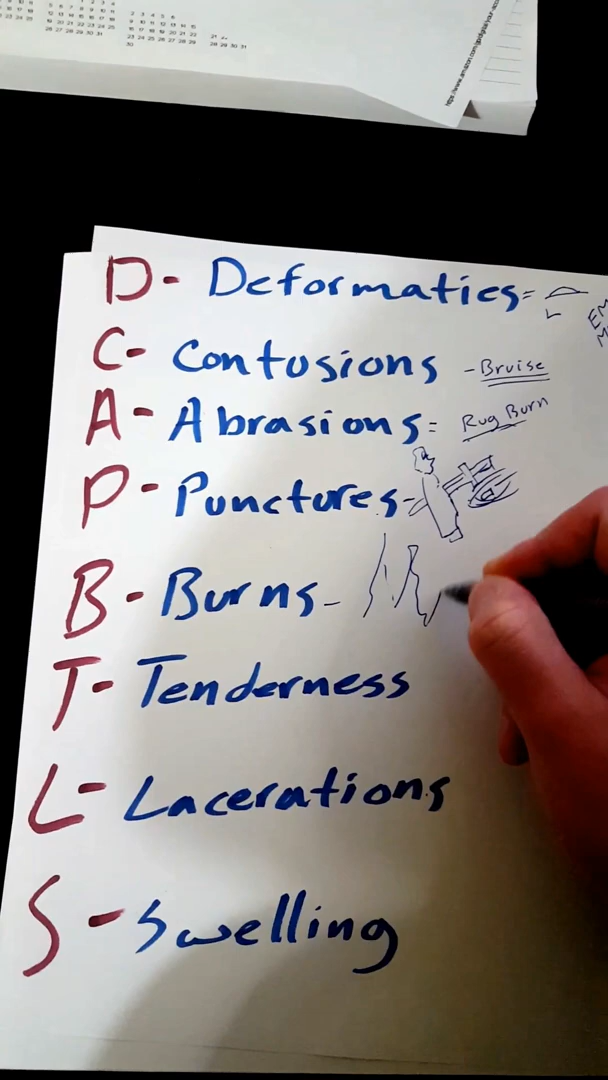 D- Deformaties=
C- Contusions - Bruise
A- Abrasions= Rug Burn
P- Punctures-
B- Burns-
T- Tenderness
L- Lacerations
S- Swelling